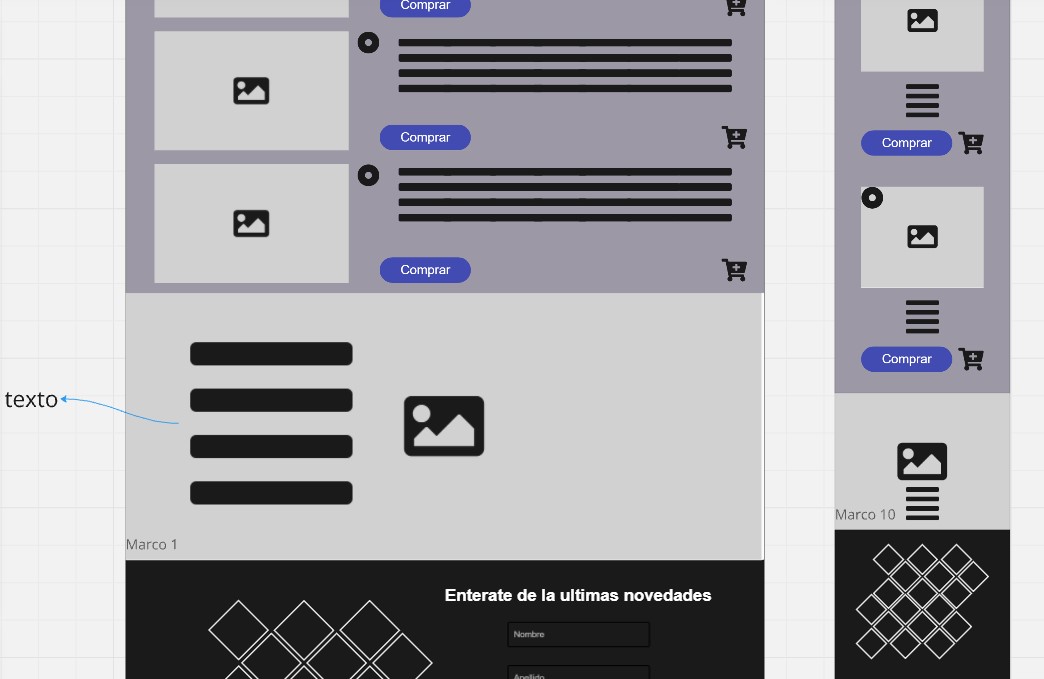 Comprar
Comprar
Comprar
texto
Marco 1
Enterate de la ultimas novedades
Nombre
Apellido
Comprar
Comprar
Marco 10